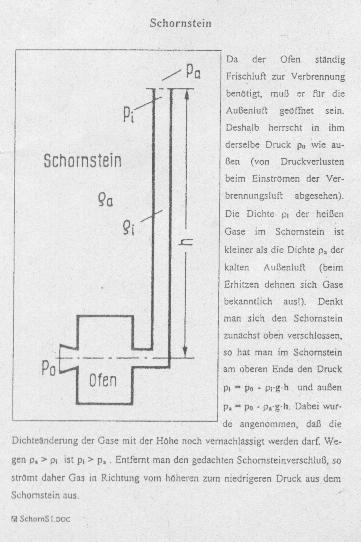 Schornstein
pa
pi
Schornstein
ρa
ρi
h
p0
Ofen
Da der Ofen ständig
Frischluft zur Verbrennung
benötigt, muß er für die
Außenluft geöffnet sein.
Deshalb herrscht in ihm
derselbe Druck p0 wie au-
ßen (von Druckverlusten
beim Einströmen der Ver-
brennungsluft abgesehen).
Die Dichte ρi der heißen
Gase im Schornstein ist
kleiner als die Dichte ρa der
kalten Außenluft (beim
Erhitzen dehnen sich Gase
bekanntlich aus!). Denkt
man sich den Schornstein
zunächst oben verschlossen,
so hat man im Schornstein
am oberen Ende den Druck
pi = p0 - ρi·g·h und außen
pa = p0 - ρa·g·h. Dabei wur-
de angenommen, daß die
Dichteänderung der Gase mit der Höhe noch vernachlässigt werden darf. We-
gen ρa > ρi ist pi > pa . Entfernt man den gedachten Schornsteinverschluß, so
strömt daher Gas in Richtung vom höheren zum niedrigeren Druck aus dem
Schornstein aus.
SchornS1.DOC